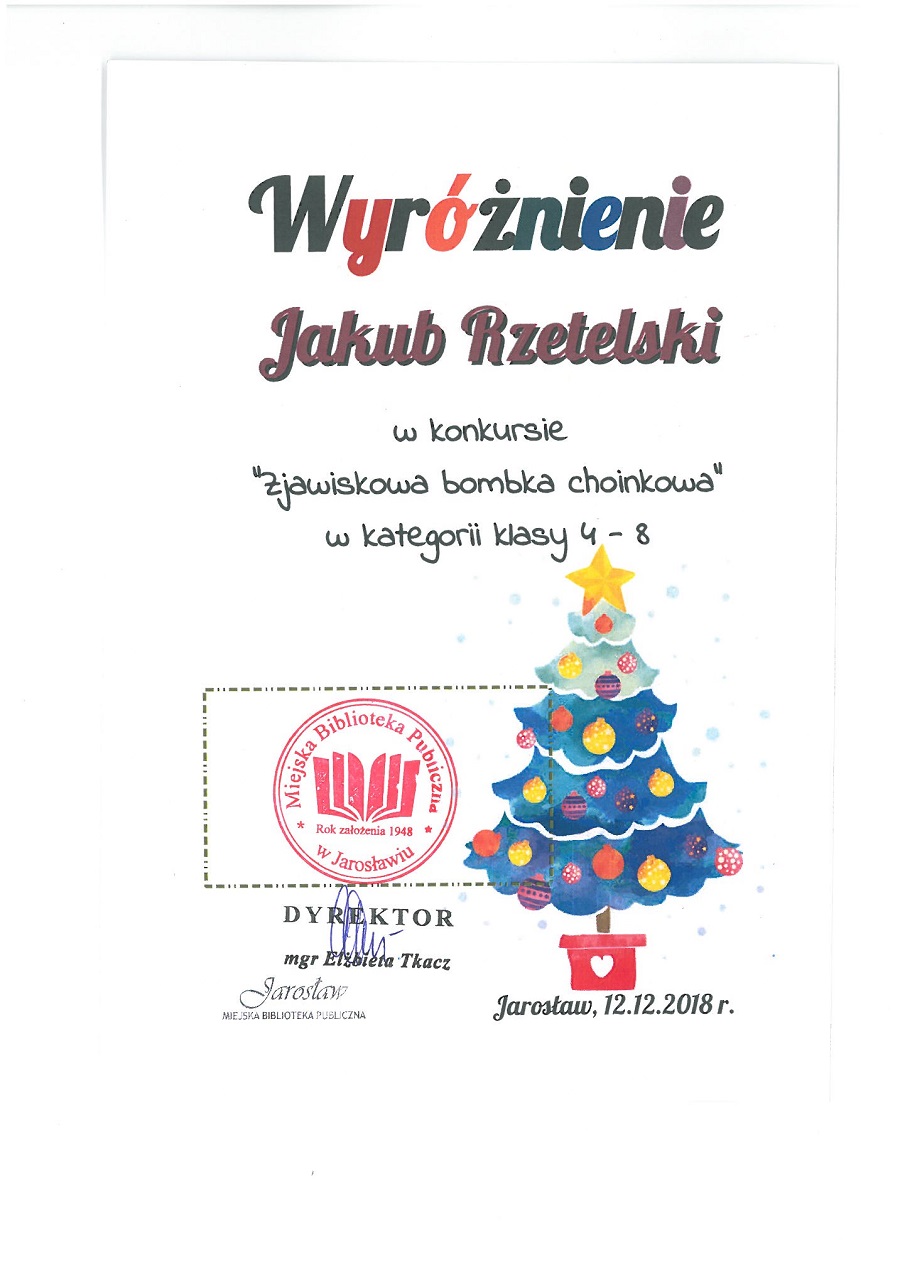 Wyróżnienie
Jakub Rzetelski
w konkursie
"Zjawiskowa bombka choinkowa"
w kategorii klasy 4 - 8
Miejska Biblioteka Publiczna
Rok założenia 1948
w Jarosławiu
DYREKTOR
mgr Elżbieta Tkacz
Jarosław
MIEJSKA BIBLIOTEKA PUBLICZNA
Jarosław, 12.12.2018 r.